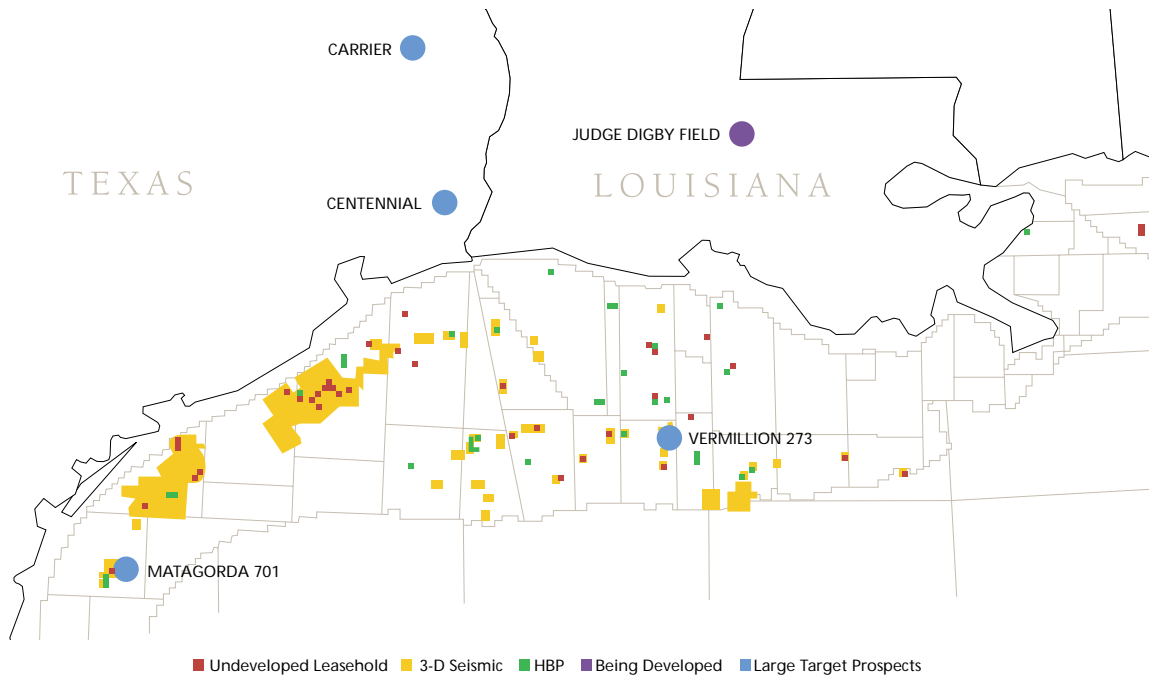 CARRIER
JUDGE DIGBY FIELD
TEXAS
LOUISIANA
CENTENNIAL
VERMILLION 273
MATAGORDA 701
Undeveloped Leasehold 3-D Seismic HBP Being Developed Large Target Prospects